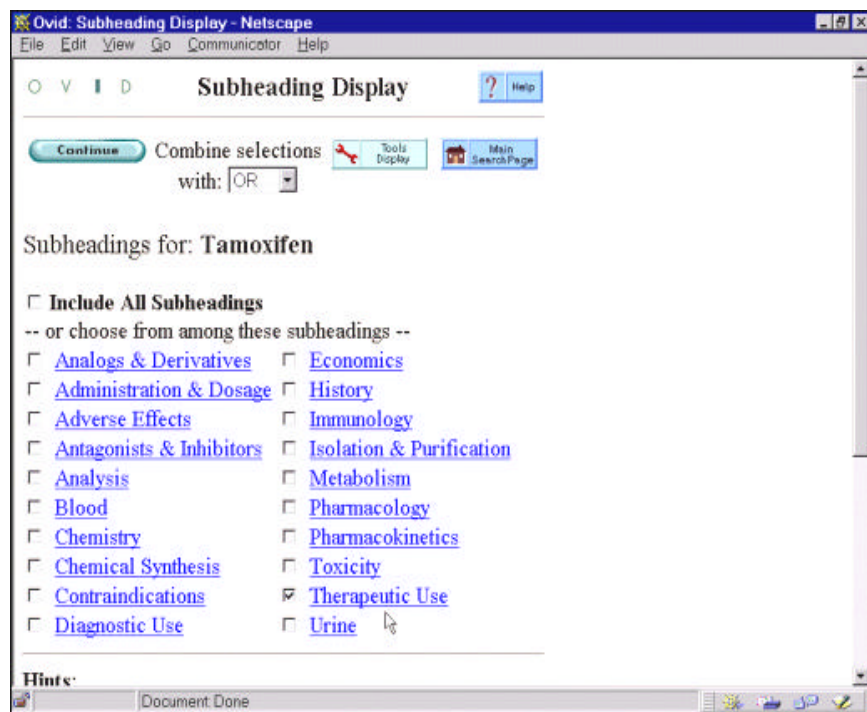 Ovid: Subheading Display - Netscape
File Edit View Go Communicator Help
O V I D Subheading Display ? Help
Continue Combine selections with: OR Tools Display Main Search Page
Subheadings for: Tamoxifen
Include All Subheadings
-- or choose from among these subheadings --
Analogs & Derivatives Economics
Administration & Dosage History
Adverse Effects Immunology
Antagonists & Inhibitors Isolation & Purification
Analysis Metabolism
Blood Pharmacology
Chemistry Pharmacokinetics
Chemical Synthesis Toxicity
Contraindications Therapeutic Use
Diagnostic Use Urine
Hints:
Document Done